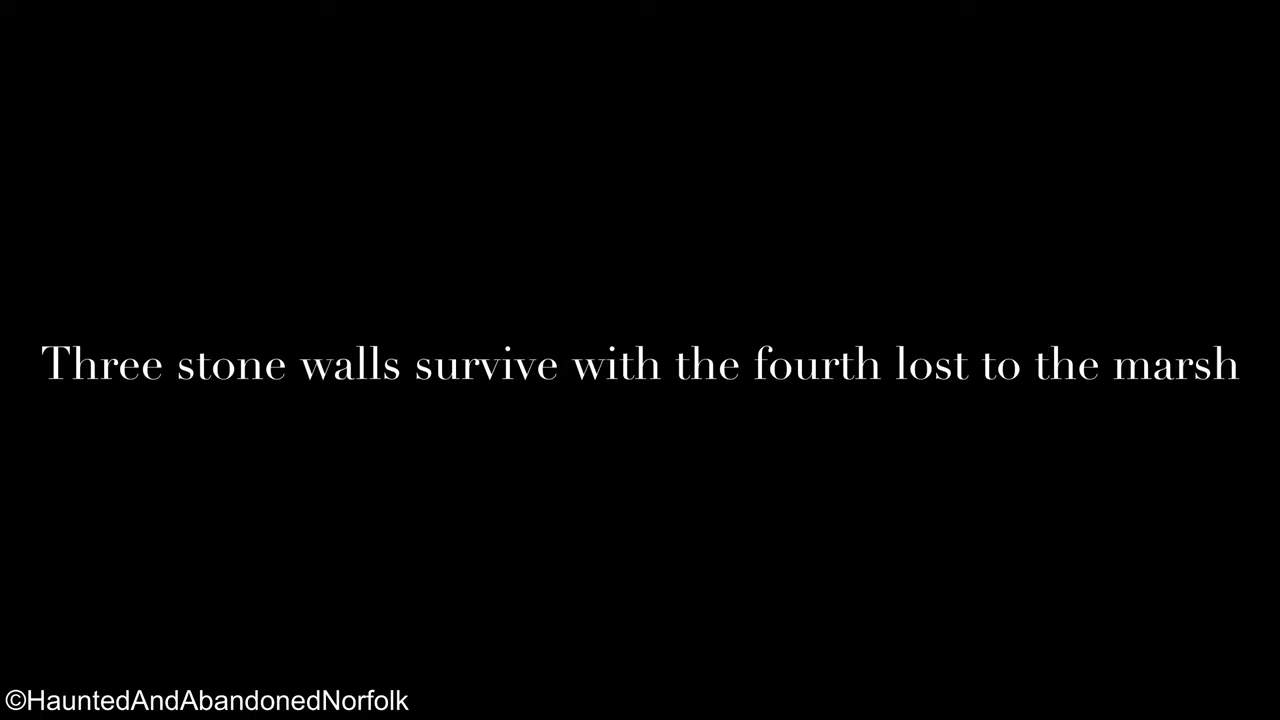 Three stone walls survive with the fourth lost to the marsh
©HauntedAndAbandonedNorfolk